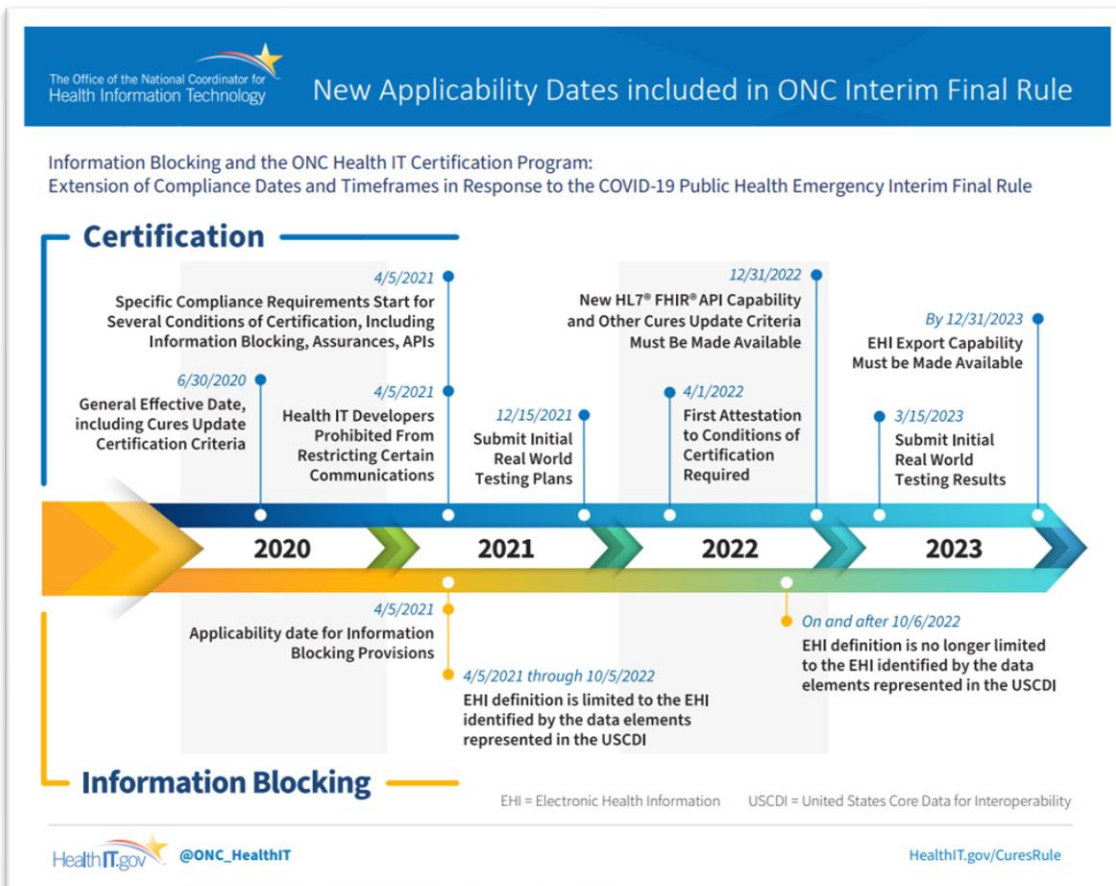 The Office of the National Coordinator for
Health Information Technology
New Applicability Dates included in ONC Interim Final Rule
Information Blocking and the ONC Health IT Certification Program:
Extension of Compliance Dates and Timeframes in Response to the COVID-19 Public Health Emergency Interim Final Rule
Certification
4/5/2021
Specific Compliance Requirements Start for
Several Conditions of Certification, Including
Information Blocking, Assurances, APIs
6/30/2020
General Effective Date,
including Cures Update
Certification Criteria
4/5/2021
Health IT Developers
Prohibited From
Restricting Certain
Communications
12/15/2021
Submit Initial
Real World
Testing Plans
12/31/2022
New HL7® FHIR® API Capability
and Other Cures Update Criteria
Must Be Made Available
4/1/2022
First Attestation
to Conditions of
Certification
Required
By 12/31/2023
EHI Export Capability
Must be Made Available
3/15/2023
Submit Initial
Real World
Testing Results
2020
2021
2022
2023
4/5/2021
Applicability date for Information
Blocking Provisions
4/5/2021 through 10/5/2022
EHI definition is limited to the EHI
identified by the data elements
represented in the USCDI
On and after 10/6/2022
EHI definition is no longer limited
to the EHI identified by the data
elements represented in the USCDI
Information Blocking
EHI = Electronic Health Information
USCDI = United States Core Data for Interoperability
HealthIT.gov
@ONC_HealthIT
HealthIT.gov/CuresRule